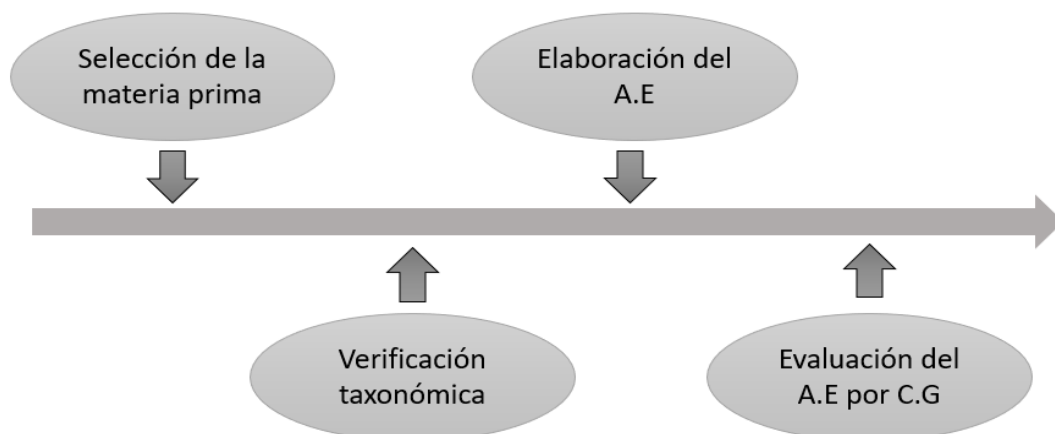 Selección de la
materia prima
Elaboración del
A.E
Verificación
taxonómica
Evaluación del
A.E por C.G